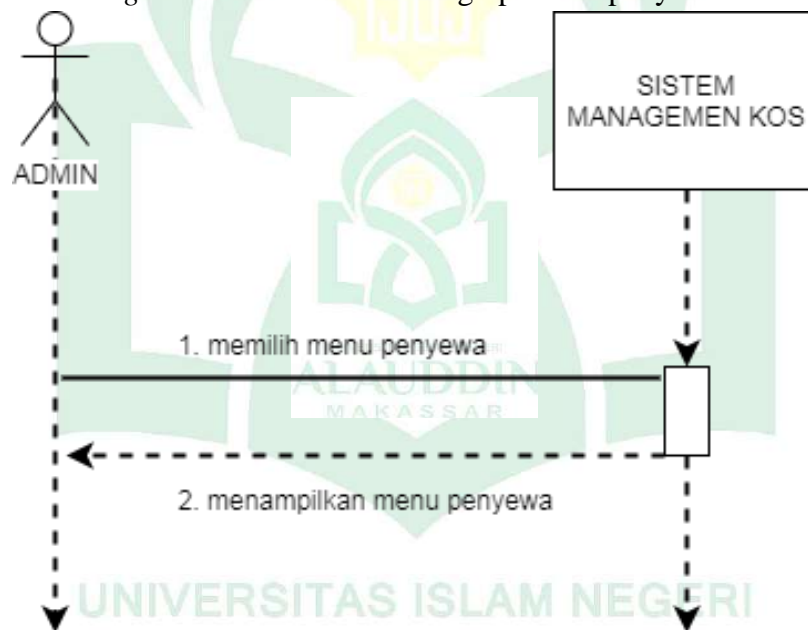 ADMIN
SISTEM
MANAGEMEN KOS
1. memilih menu penyewa
ALAUDDIN
MAKASSAR
2. menampilkan menu penyewa
UNIVERSITAS ISLAM NEGERI